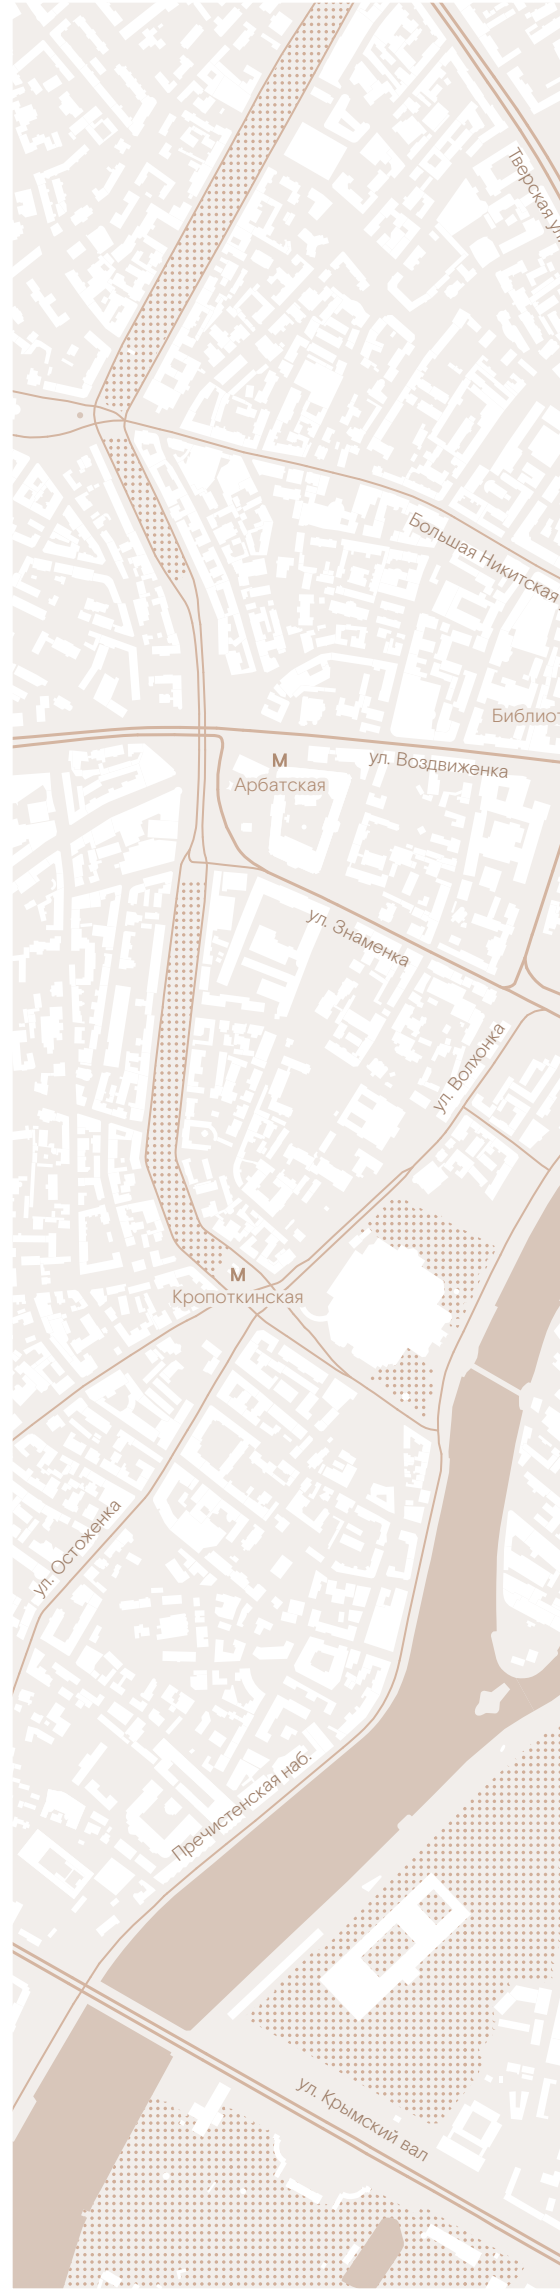 Тверская ул.
Большая Никитская
Библиот
ул. Воздвиженка
М
Арбатская
ул. Знаменка
ул. Волхонка
М
Кропоткинская
ул. Остоженка
Пречистенская наб.
ул. Крымский вал